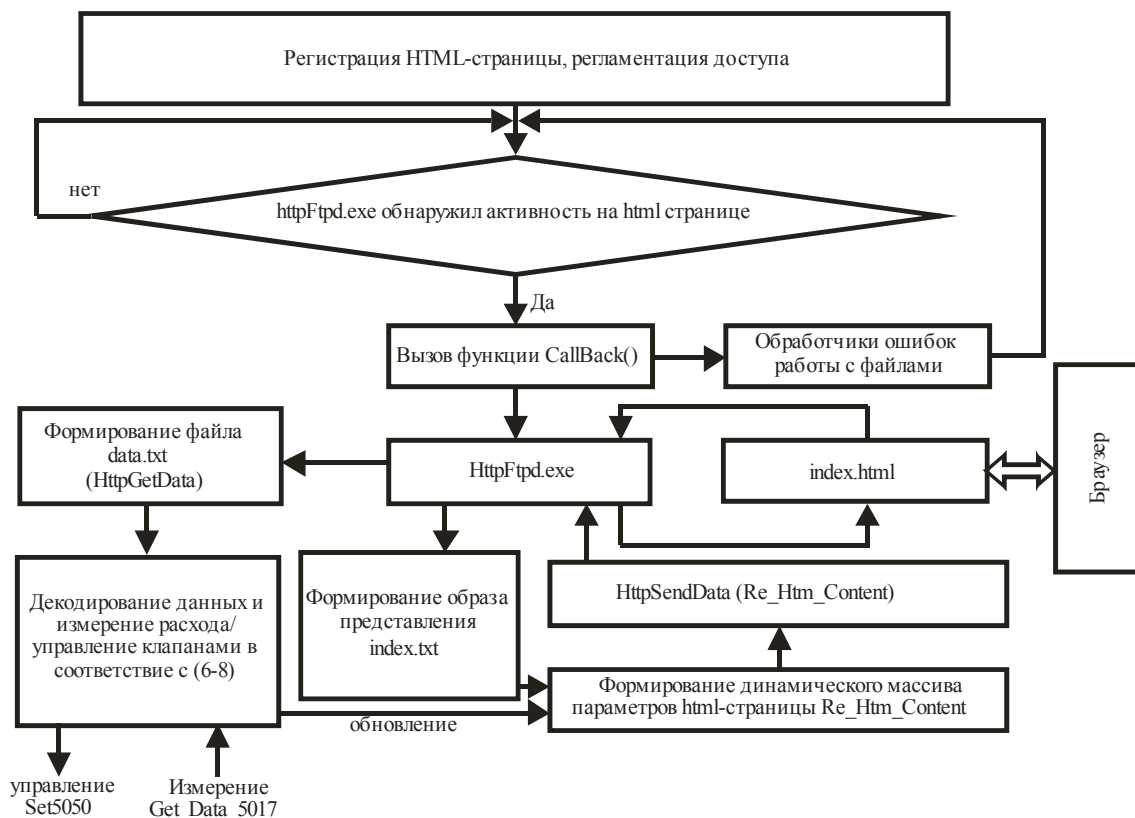 Регистрация HTML-страницы, регламентация доступа
нет
httpFtpd.exe обнаружил активность на html странице
Да
Вызов функции CallBack()
Обработчики ошибок
работы с файлами
Формирование файла
data.txt
(HttpGetData)
HttpFtpd.exe
index.html
Браузер
Декодирование данных и
измерение расхода/
управление клапанами в
соответствие с (6-8)
Формирование образа
представления
index.txt
HttpSendData (Re_Htm_Content)
Формирование динамического массива
параметров html-страницы Re_Htm_Content
обновление
управление
Set5050
Измерение
Get_Data_5017